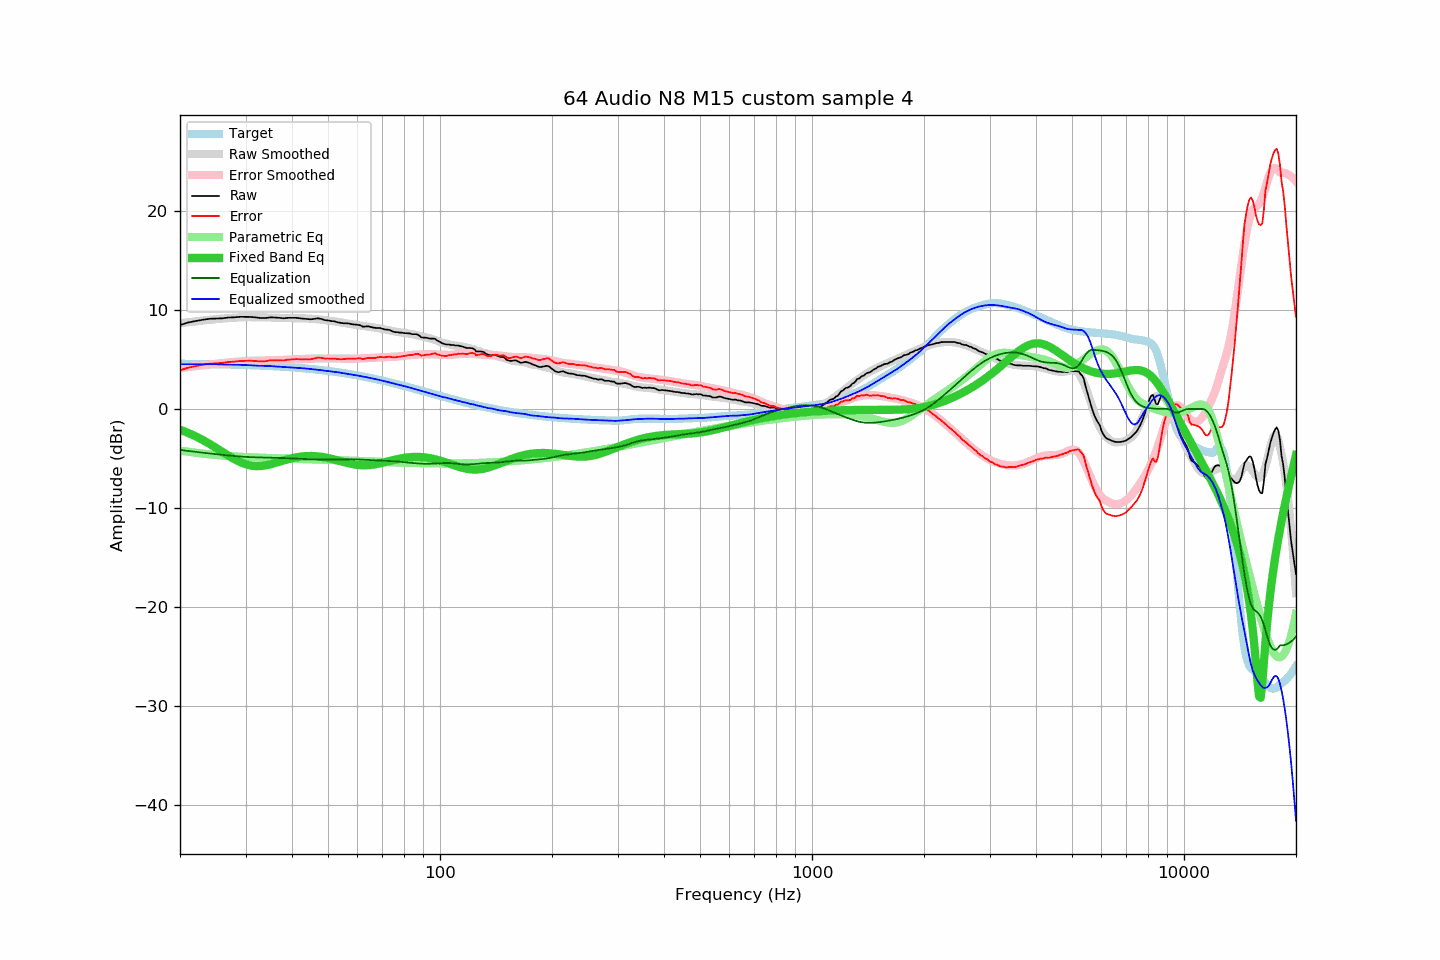 64 Audio N8 M15 custom sample 4
Target
Raw Smoothed
Error Smoothed
Raw
Error
Parametric Eq
Fixed Band Eq
Equalization
Equalized smoothed
20
10
0
−10
−20
−30
−40
Amplitude (dBr)
100
1000
10000
Frequency (Hz)